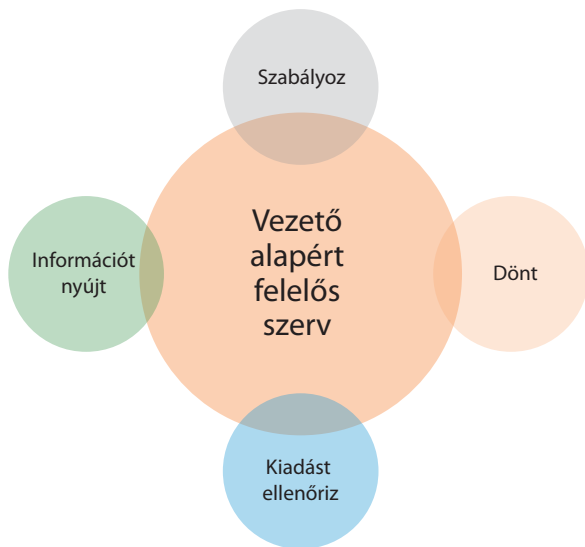 Szabályoz
Vezető
alapért
felelős
szerv
Információt
nyújt
Dönt
Kiadást
ellenőriz